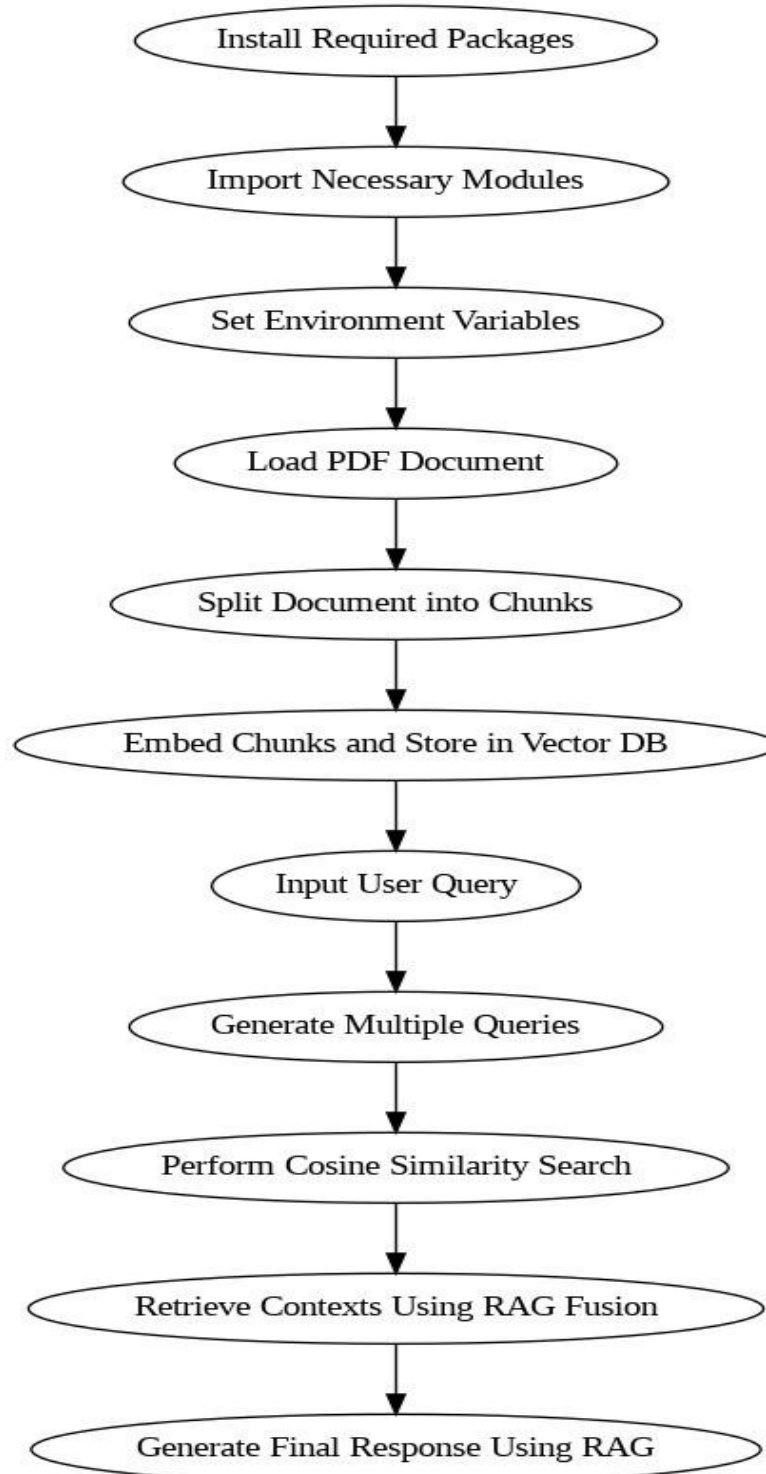 Install Required Packages
Import Necessary Modules
Set Environment Variables
Load PDF Document
Split Document into Chunks
Embed Chunks and Store in Vector DB
Input User Query
Generate Multiple Queries
Perform Cosine Similarity Search
Retrieve Contexts Using RAG Fusion
Generate Final Response Using RAG